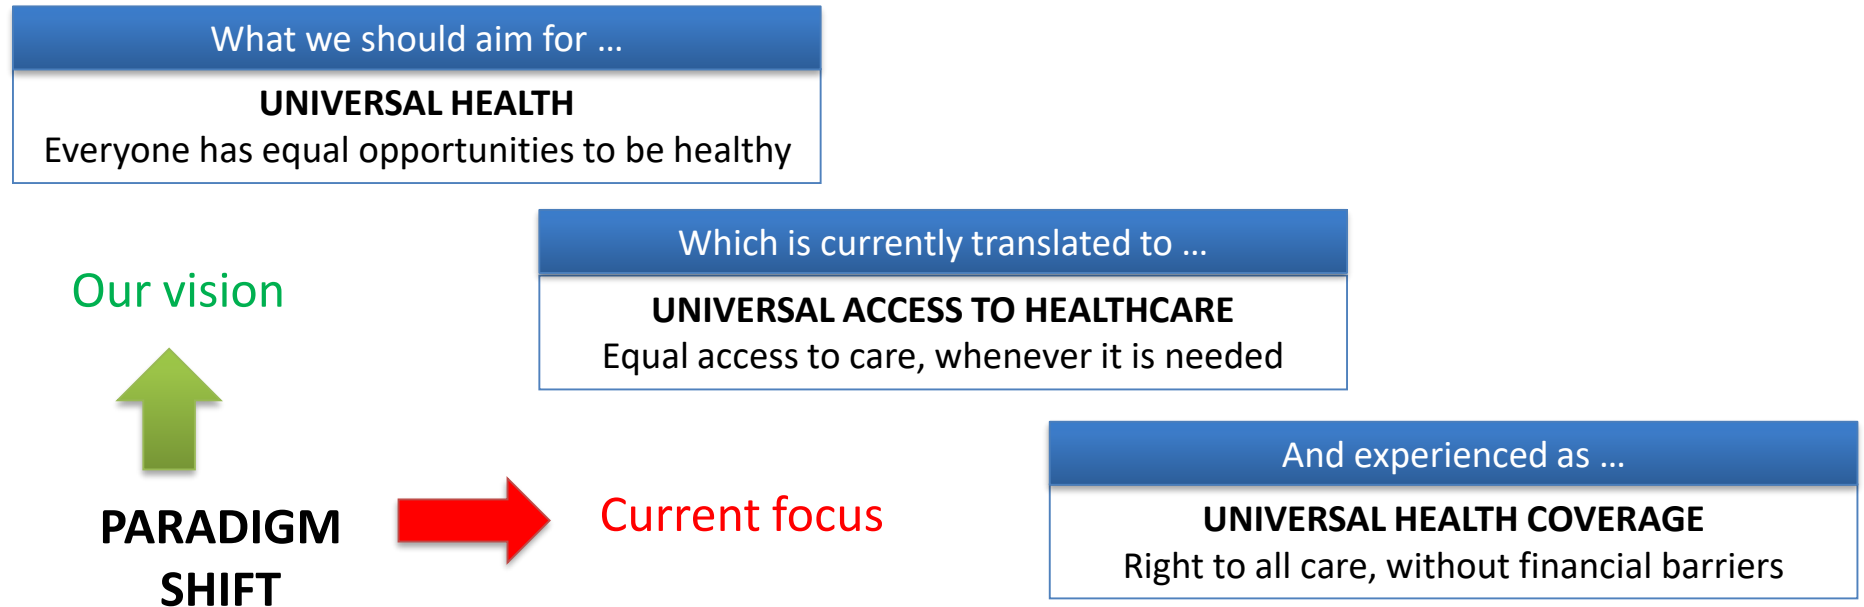 What we should aim for ...
UNIVERSAL HEALTH
Everyone has equal opportunities to be healthy
Which is currently translated to ...
UNIVERSAL ACCESS TO HEALTHCARE
Equal access to care, whenever it is needed
Our vision
And experienced as ...
UNIVERSAL HEALTH COVERAGE
Right to all care, without financial barriers
PARADIGM
SHIFT
Current focus